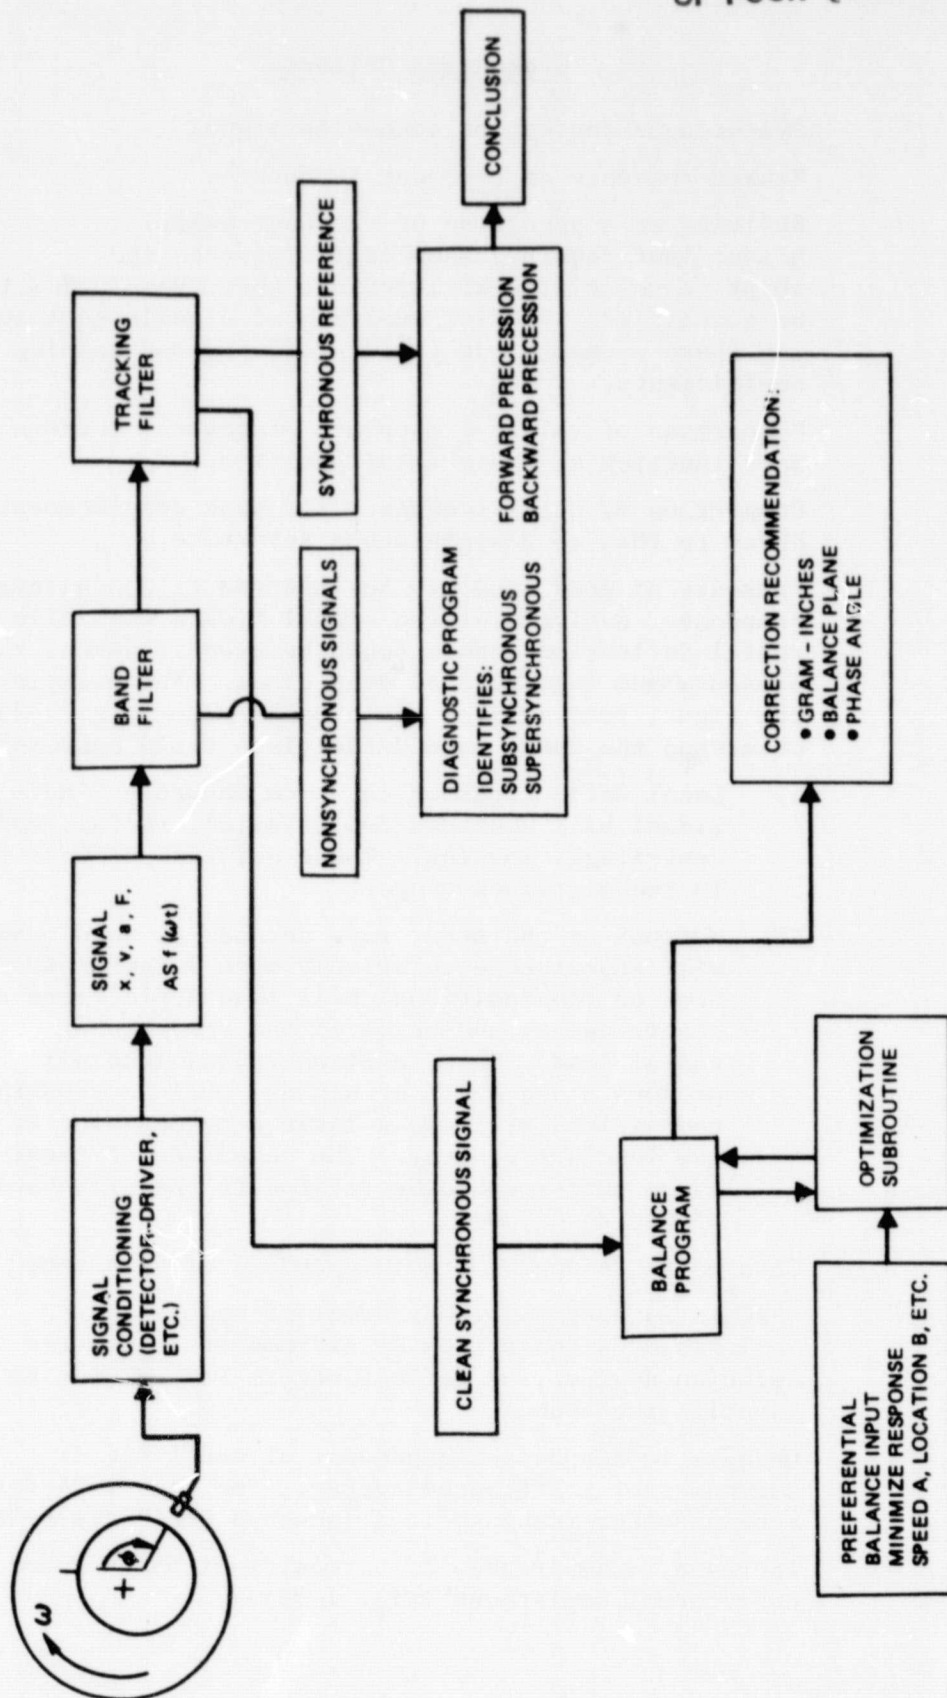 ω
ϕ
+
SIGNAL
CONDITIONING
(DETECTOR-DRIVER,
ETC.)
SIGNAL
x, v, a, F,
AS f (ωt)
BAND
FILTER
TRACKING
FILTER
NONSYNCHRONOUS SIGNALS
SYNCHRONOUS REFERENCE
DIAGNOSTIC PROGRAM
IDENTIFIES:
SUBSYNCHRONOUS FORWARD PRECESSION
SUPERSYNCHRONOUS BACKWARD PRECESSION
CONCLUSION
CLEAN SYNCHRONOUS SIGNAL
BALANCE
PROGRAM
CORRECTION RECOMMENDATION:
● GRAM – INCHES
● BALANCE PLANE
● PHASE ANGLE
PREFERENTIAL
BALANCE INPUT
MINIMIZE RESPONSE
SPEED A, LOCATION B, ETC.
OPTIMIZATION
SUBROUTINE